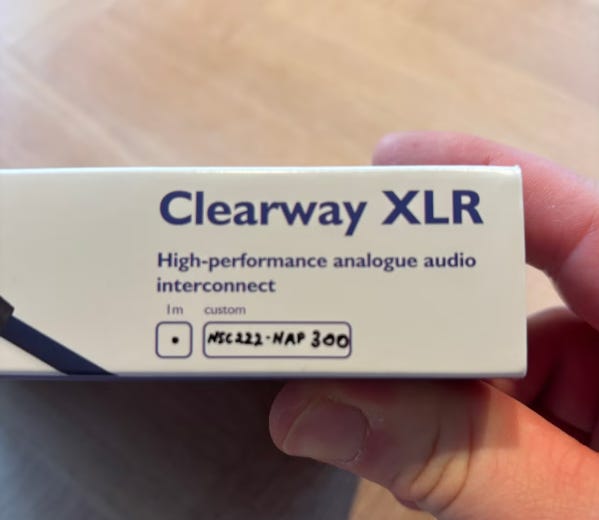 Clearway XLR
High-performance analogue audio
interconnect
1m custom
NSC222-NAP 300